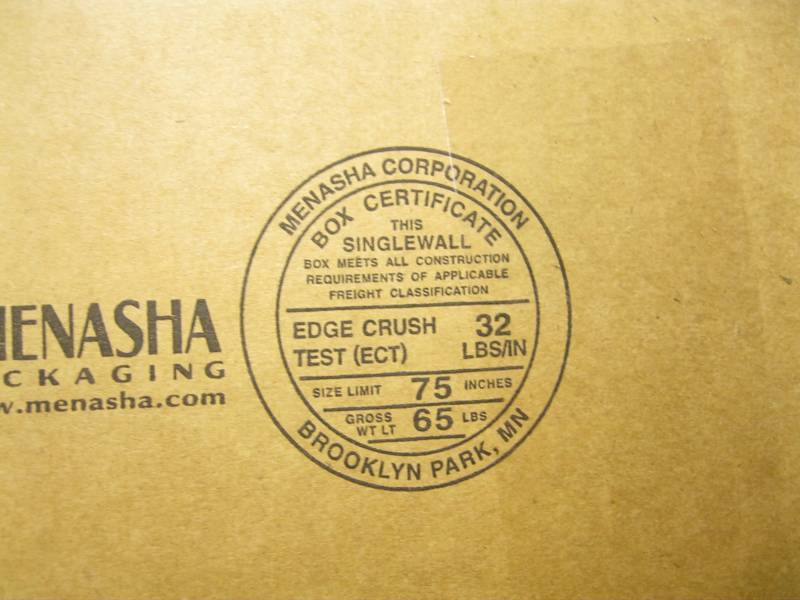 MENASHA CORPORATION
BOX CERTIFICATE
THIS
SINGLEWALL
BOX MEETS ALL CONSTRUCTION
REQUIREMENTS OF APPLICABLE
FREIGHT CLASSIFICATION
EDGE CRUSH 32
TEST (ECT) LBS/IN
SIZE LIMIT 75 INCHES
GROSS
WT LT 65 LBS
BROOKLYN PARK, MN
MENASHA
CKAGING
w.menasha.com